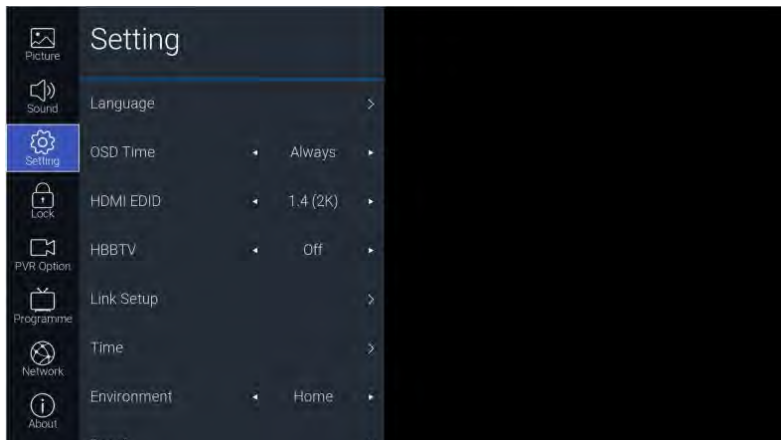 Setting
Picture
Sound
Setting
Lock
PVR Option
Programme
Network
About
Language
OSD Time Always
HDMI EDID 1.4 (2K)
HBBTV Off
Link Setup
Time
Environment Home